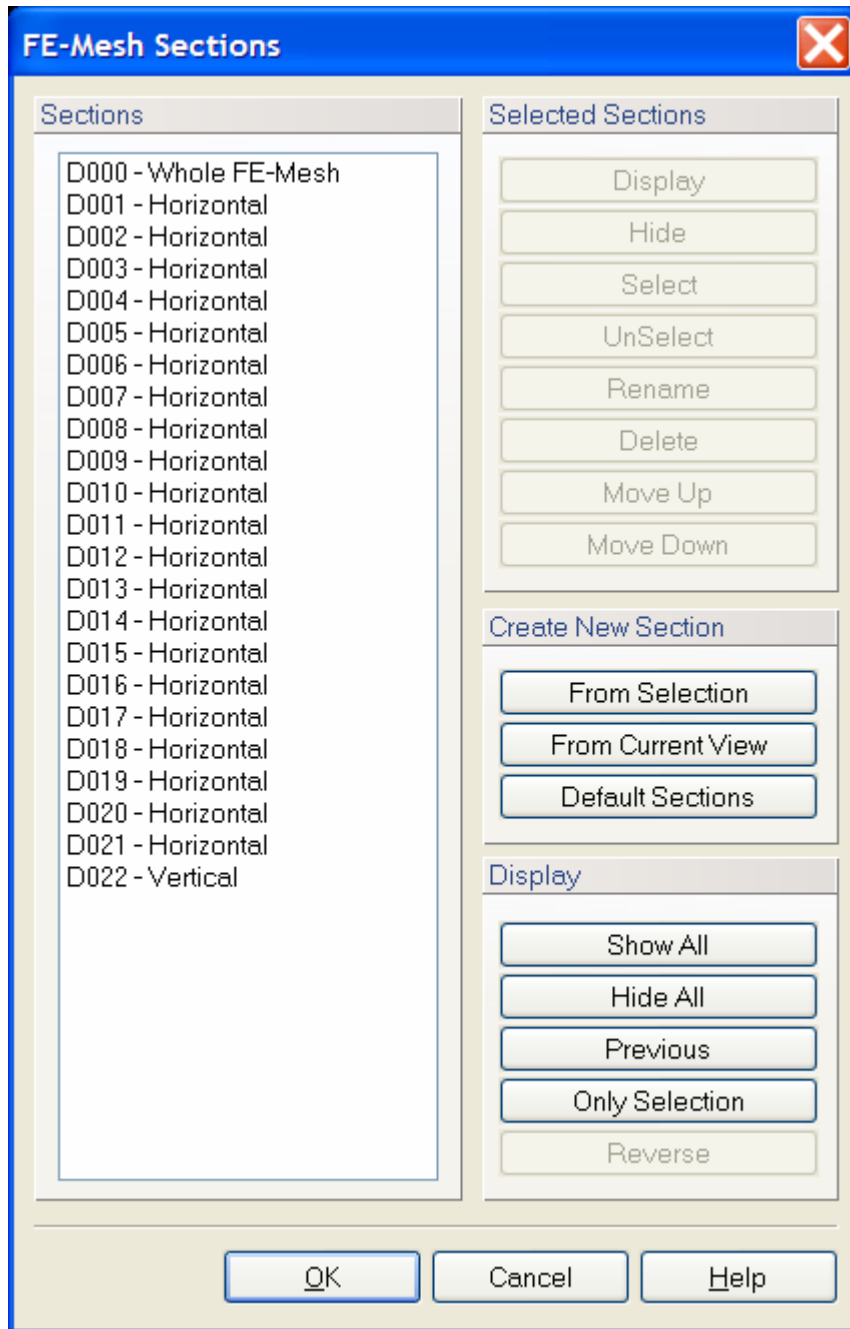 FE-Mesh Sections
Sections
D000 - Whole FE-Mesh
D001 - Horizontal
D002 - Horizontal
D003 - Horizontal
D004 - Horizontal
D005 - Horizontal
D006 - Horizontal
D007 - Horizontal
D008 - Horizontal
D009 - Horizontal
D010 - Horizontal
D011 - Horizontal
D012 - Horizontal
D013 - Horizontal
D014 - Horizontal
D015 - Horizontal
D016 - Horizontal
D017 - Horizontal
D018 - Horizontal
D019 - Horizontal
D020 - Horizontal
D021 - Horizontal
D022 - Vertical
Selected Sections
Display
Hide
Select
UnSelect
Rename
Delete
Move Up
Move Down
Create New Section
From Selection
From Current View
Default Sections
Display
Show All
Hide All
Previous
Only Selection
Reverse
OK
Cancel
Help